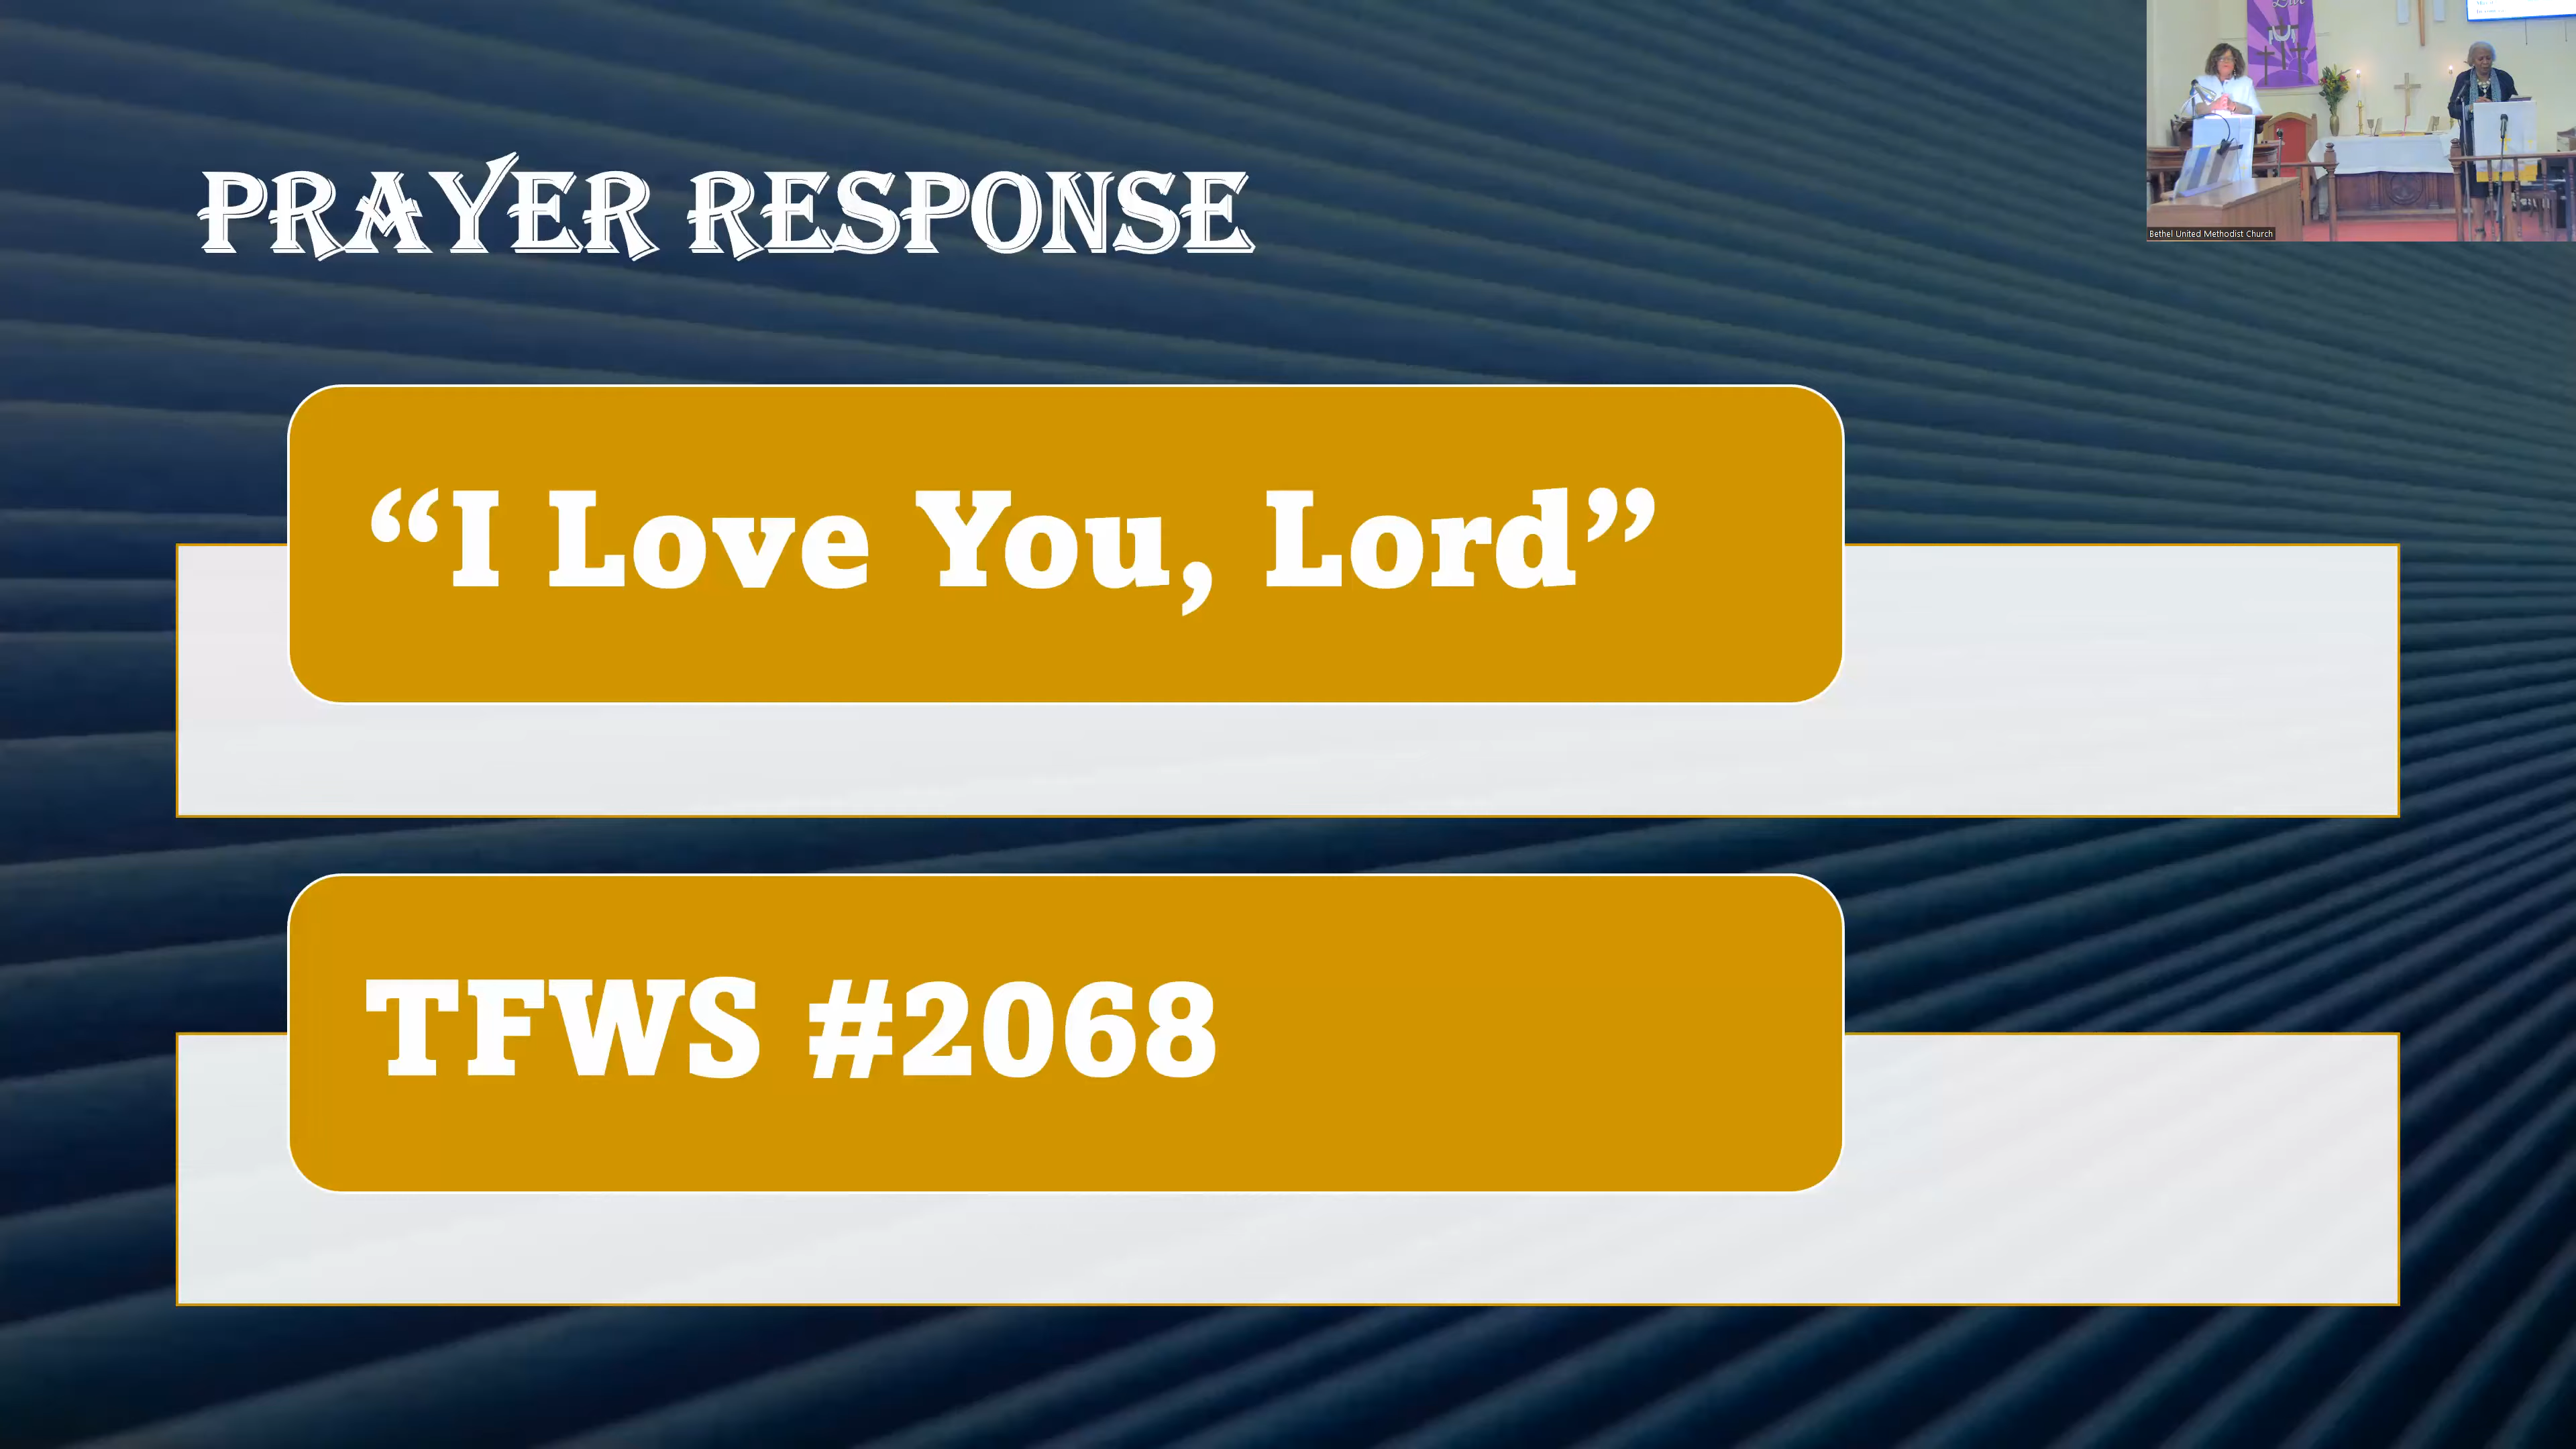 PRAYER RESPONSE
“I Love You, Lord”
TFWS #2068
Bethel United Methodist Church